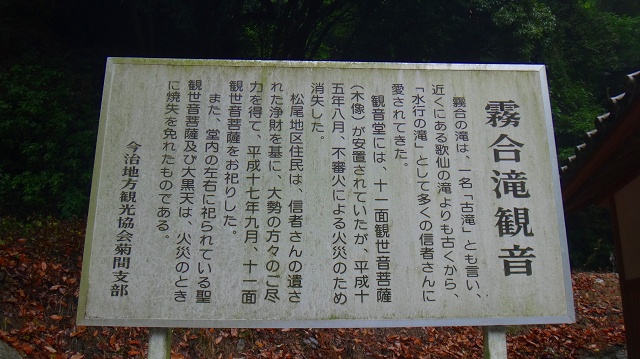 霧合滝観音
霧合の滝は、一名「古滝」とも言い、
近くにある歌仙の滝よりも古くから、
「水行の滝」として多くの信者さんに
愛されてきた。
観音堂には、十一面観世音菩薩
(木像)が安置されていたが、平成十
五年八月、不審火による火災のため
消失した。
松尾地区住民は、信者さんの遺さ
れた浄財を基に、大勢の方々のご尽
力を得て、平成十七年九月、十一面
観世音菩薩をお祀りした。
また、堂内の左右に祀られている聖
観世音菩薩及び大黒天は、火災のとき
に焼失を免れたものである。
今治地方観光協会菊間支部